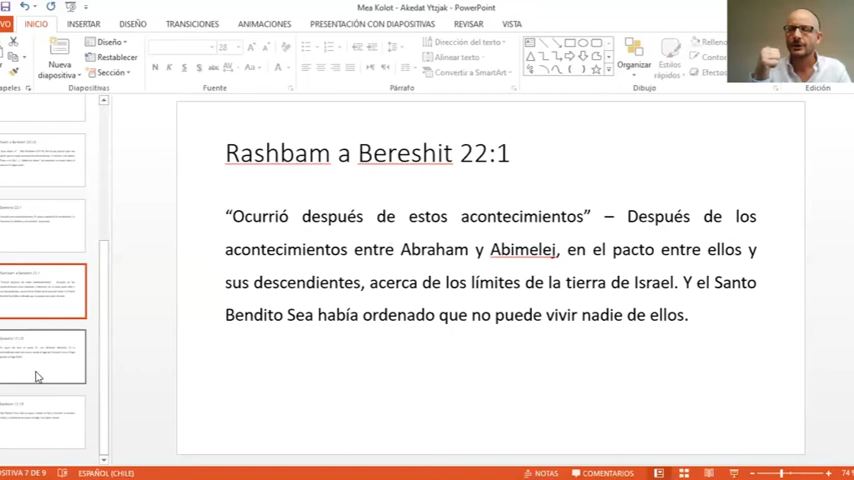 Mea Kolot - Akedat Ytzjak - PowerPoint
INICIO INSERTAR DISEÑO TRANSICIONES ANIMACIONES PRESENTACIÓN CON DIAPOSITIVAS REVISAR VISTA
Diseño
Restablecer
Sección
Nueva
diapositiva
Diapositivas
28
N K S abc AV Aa A
Fuente
Dirección del texto
Alinear texto
Convertir a SmartArt
Párrafo
Organizar
Estilos
rápidos
Dibujo
Edición
Rashbam a Bereshit 22:1
“Ocurrió después de estos acontecimientos” – Después de los
acontecimientos entre Abraham y Abimelej, en el pacto entre ellos y
sus descendientes, acerca de los límites de la tierra de Israel. Y el Santo
Bendito Sea había ordenado que no puede vivir nadie de ellos.
7 DE 9
ESPAÑOL (CHILE)
NOTAS
COMENTARIOS